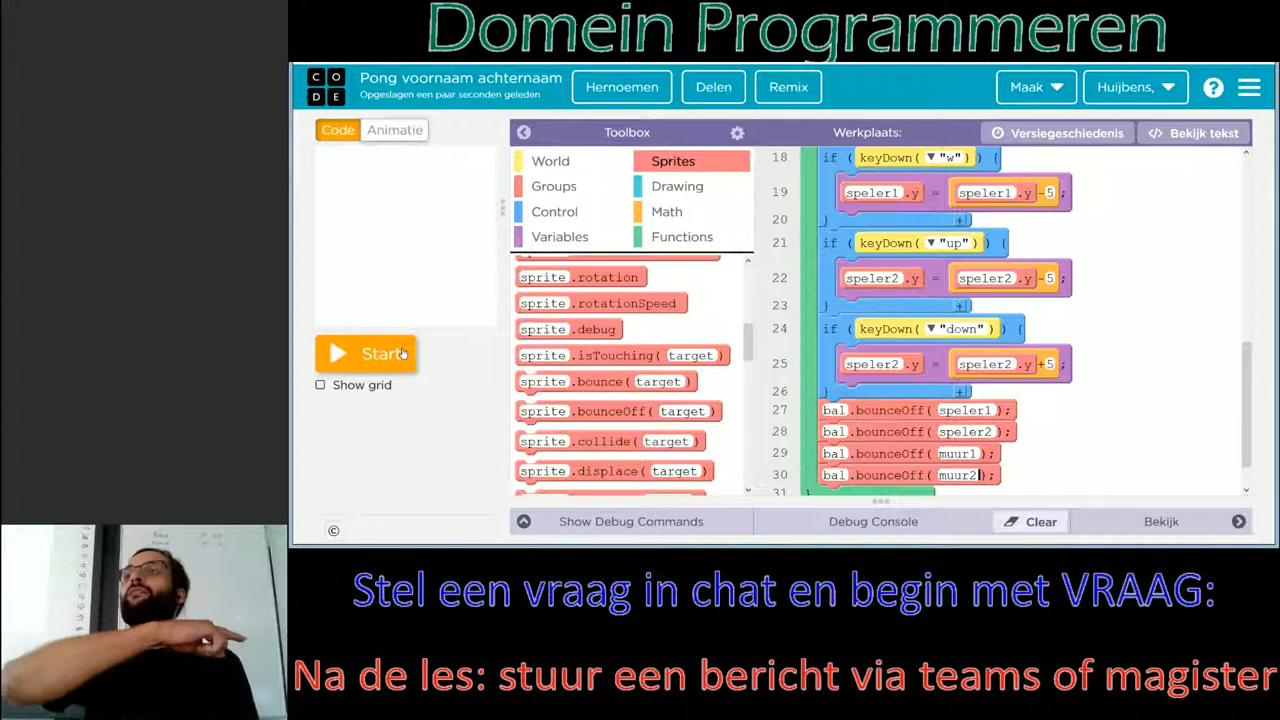 Domein Programmeren
C O
D E
Pong voornaam achternaam
Opgeslagen een paar seconden geleden
Hernoemen
Delen
Remix
Maak
Huijbens,
?
Code
Animatie
Toolbox
Werkplaats:
Versiegeschiedenis
</> Bekijk tekst
World
Sprites
Groups
Drawing
Control
Math
Variables
Functions
sprite .rotation
sprite .rotationSpeed
sprite .debug
sprite .isTouching( target )
sprite .bounce( target )
sprite .bounceOff( target )
sprite .collide( target )
sprite .displace( target )
18 if ( keyDown( "w" ) ) {
19 speler1 .y = speler1 .y - 5 ;
20 } +
21 if ( keyDown( "up" ) ) {
22 speler2 .y = speler2 .y - 5 ;
23 } +
24 if ( keyDown( "down" ) ) {
25 speler2 .y = speler2 .y + 5 ;
26 } +
27 bal .bounceOff( speler1 );
28 bal .bounceOff( speler2 );
29 bal .bounceOff( muur1 );
30 bal .bounceOff( muur2 );
31 }
Start
Show grid
©
Show Debug Commands
Debug Console
Clear
Bekijk
Stel een vraag in chat en begin met VRAAG:
Na de les: stuur een bericht via teams of magister